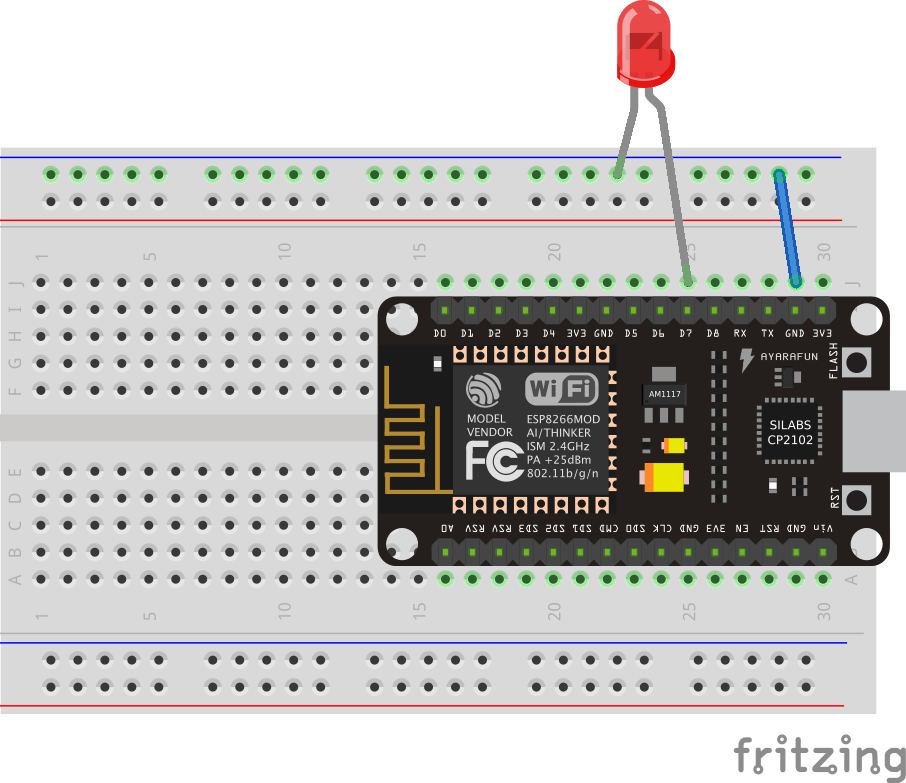 1 5 10 15 20 25 30
J J
I
H
G
F
D0 D1 D2 D3 D4 3V3 GND D5 D6 D7 D8 RX TX GND 3V3
FLASH
AYARAFUN
Wi Fi
MODEL
VENDOR
FC
ESP8266MOD
AI/THINKER
ISM 2.4GHz
PA +25dBm
802.11b/g/n
AM1117
SILABS
CP2102
RST
A0 RSV RSV SD3 SD2 SD1 CMD SD0 CLK GND 3V3 EN RST GND Vin
E
D
C
B
A A
1 5 10 15 20 25 30
fritzing